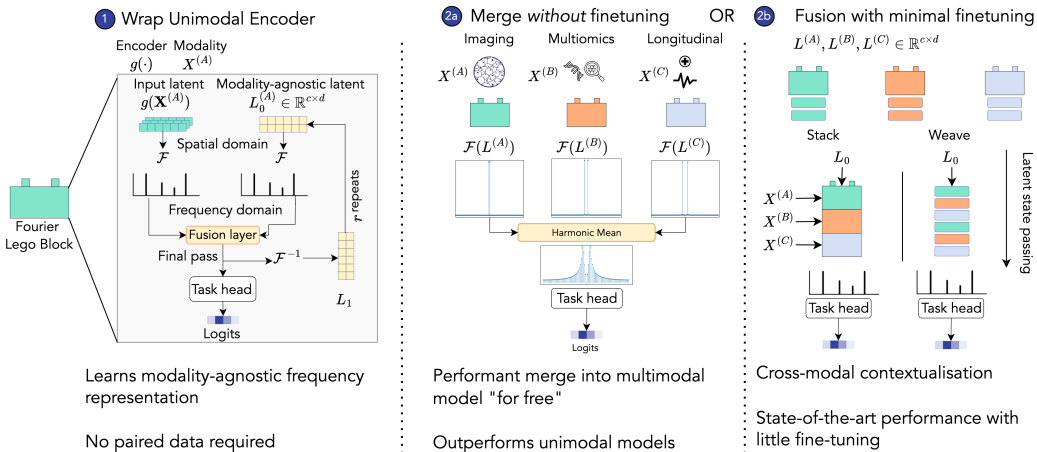 1 Wrap Unimodal Encoder
Encoder Modality
g(·) X^(A)
Input latent Modality-agnostic latent
g(X^(A)) L_0^(A) ∈ ℝ^{c×d}
Spatial domain
ℱ ℱ
Frequency domain
Fusion layer
Final pass ℱ^{-1}
Task head
Logits
r repeats
L_1
Fourier
Lego Block
Learns modality-agnostic frequency
representation
No paired data required
2a Merge without finetuning OR
Imaging Multiomics Longitudinal
X^(A) X^(B) X^(C)
ℱ(L^(A)) ℱ(L^(B)) ℱ(L^(C))
Harmonic Mean
Task head
Logits
Performant merge into multimodal
model "for free"
Outperforms unimodal models
2b Fusion with minimal finetuning
L^(A), L^(B), L^(C) ∈ ℝ^{c×d}
Stack Weave
L_0 L_0
X^(A)
X^(B)
X^(C)
Latent state passing
Task head Task head
Cross-modal contextualisation
State-of-the-art performance with
little fine-tuning